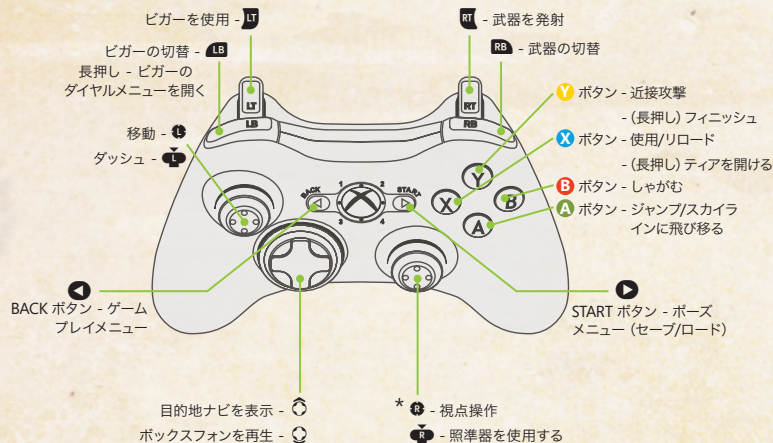 ビガーを使用 - LT
ビガーの切替 - LB
長押し - ビガーの
ダイヤルメニューを開く
移動 - L
ダッシュ - L
RT - 武器を発射
RB - 武器の切替
Y ボタン - 近接攻撃
- (長押し) フィニッシュ
X ボタン - 使用/リロード
- (長押し) ティアを開ける
B ボタン - しゃがむ
A ボタン - ジャンプ/スカイラ
インに飛び移る
LT
LB
RT
RB
BACK
START
1
2
3
4
Y
X
B
A
BACK ボタン - ゲーム
プレイメニュー
START ボタン - ポーズ
メニュー (セーブ/ロード)
目的地ナビを表示 -
ボックスフォンを再生 -
* R - 視点操作
R - 照準器を使用する